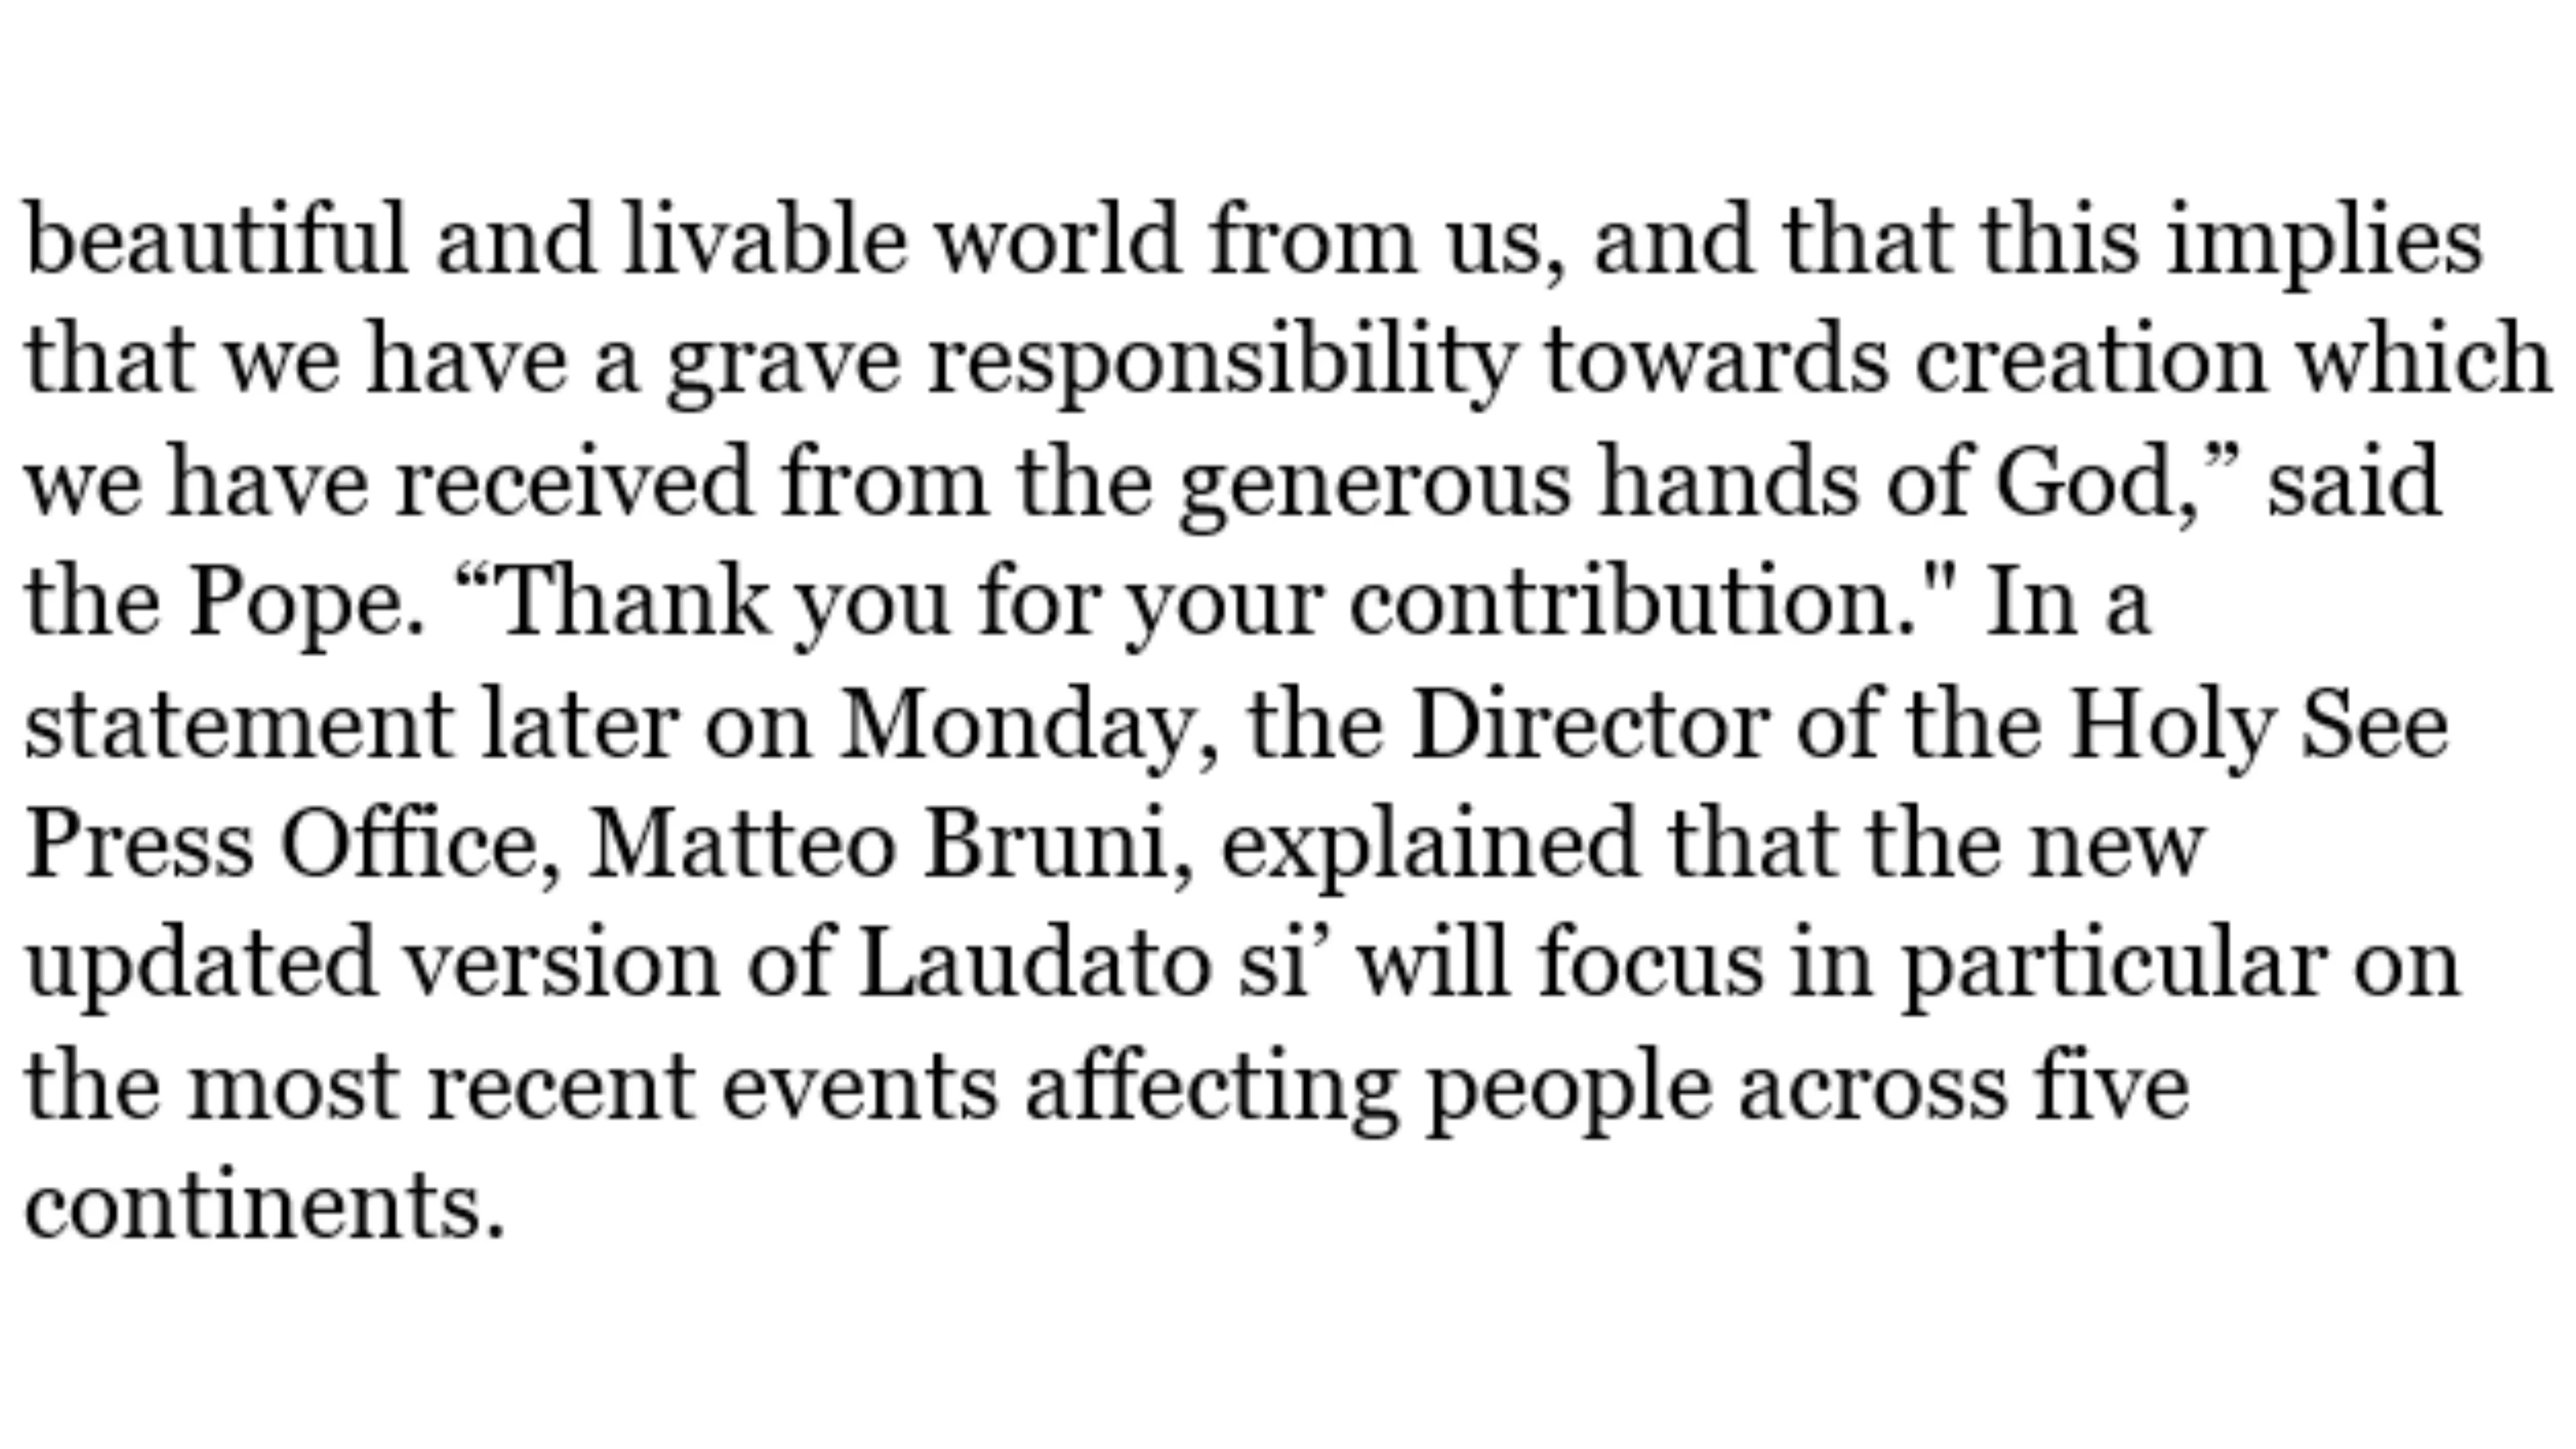 beautiful and livable world from us, and that this implies
that we have a grave responsibility towards creation which
we have received from the generous hands of God,” said
the Pope. “Thank you for your contribution." In a
statement later on Monday, the Director of the Holy See
Press Office, Matteo Bruni, explained that the new
updated version of Laudato si’ will focus in particular on
the most recent events affecting people across five
continents.